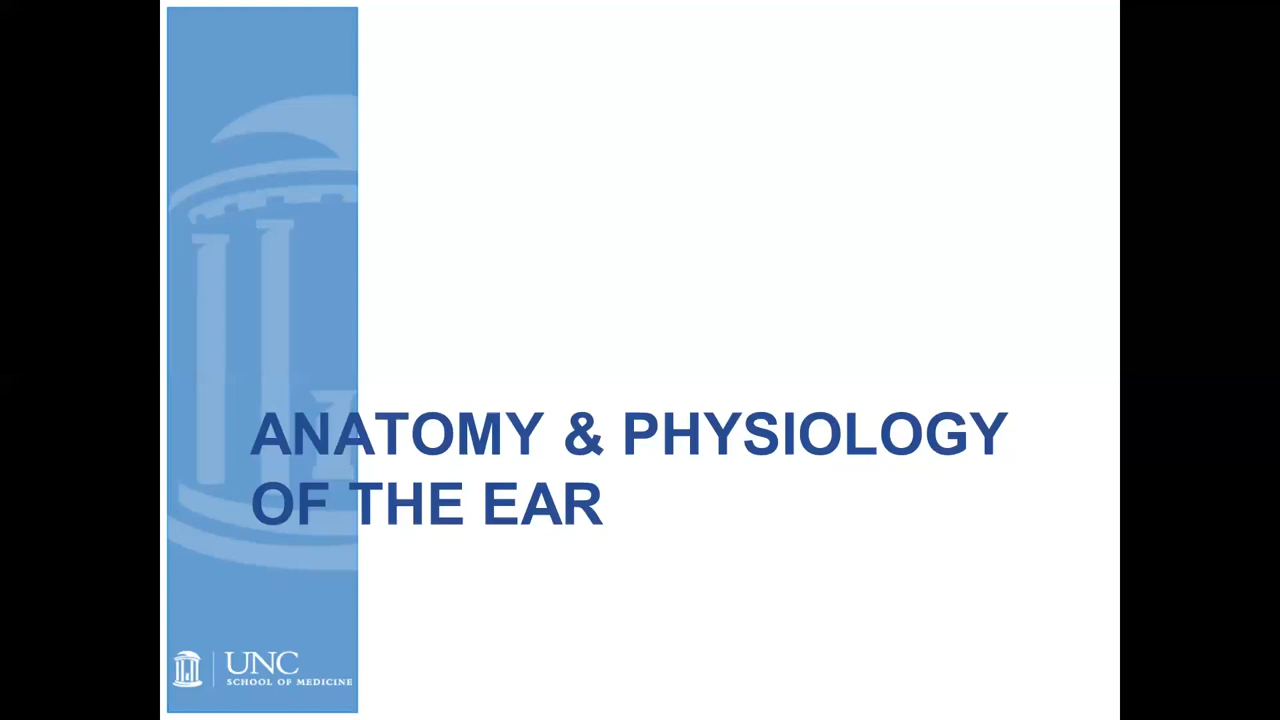 ANATOMY & PHYSIOLOGY
OF THE EAR
UNC
SCHOOL OF MEDICINE